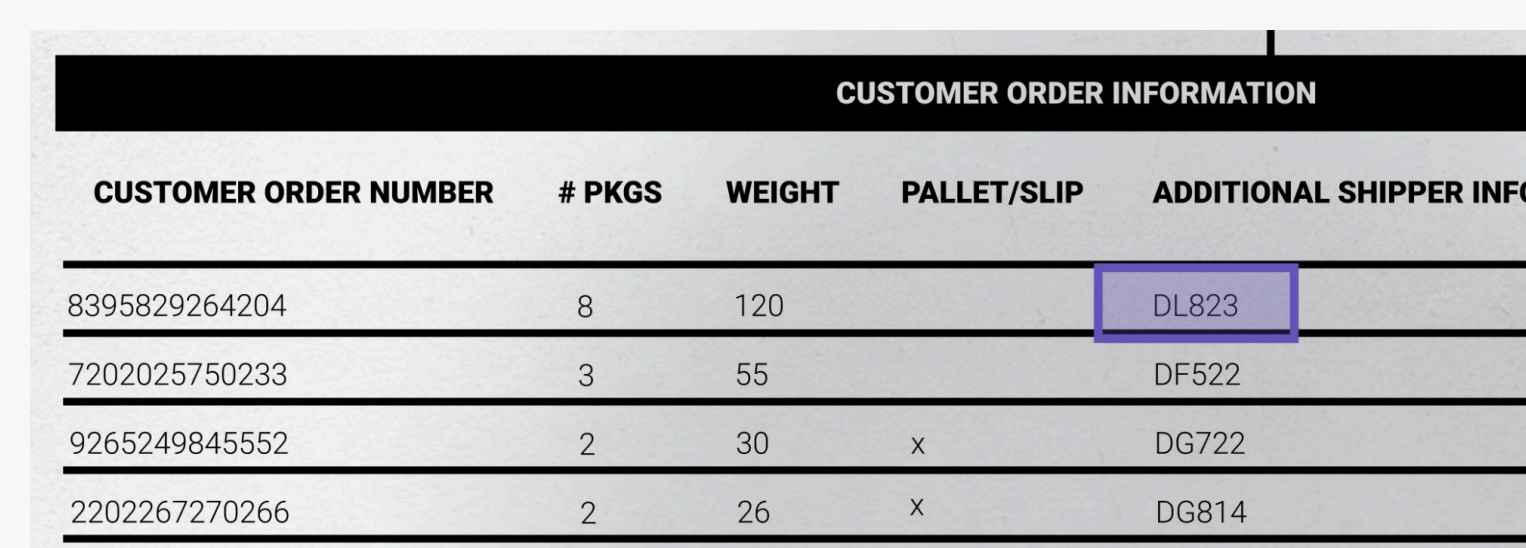 CUSTOMER ORDER INFORMATION
CUSTOMER ORDER NUMBER # PKGS WEIGHT PALLET/SLIP ADDITIONAL SHIPPER INFO
8395829264204 8 120 DL823
7202025750233 3 55 DF522
9265249845552 2 30 x DG722
2202267270266 2 26 x DG814